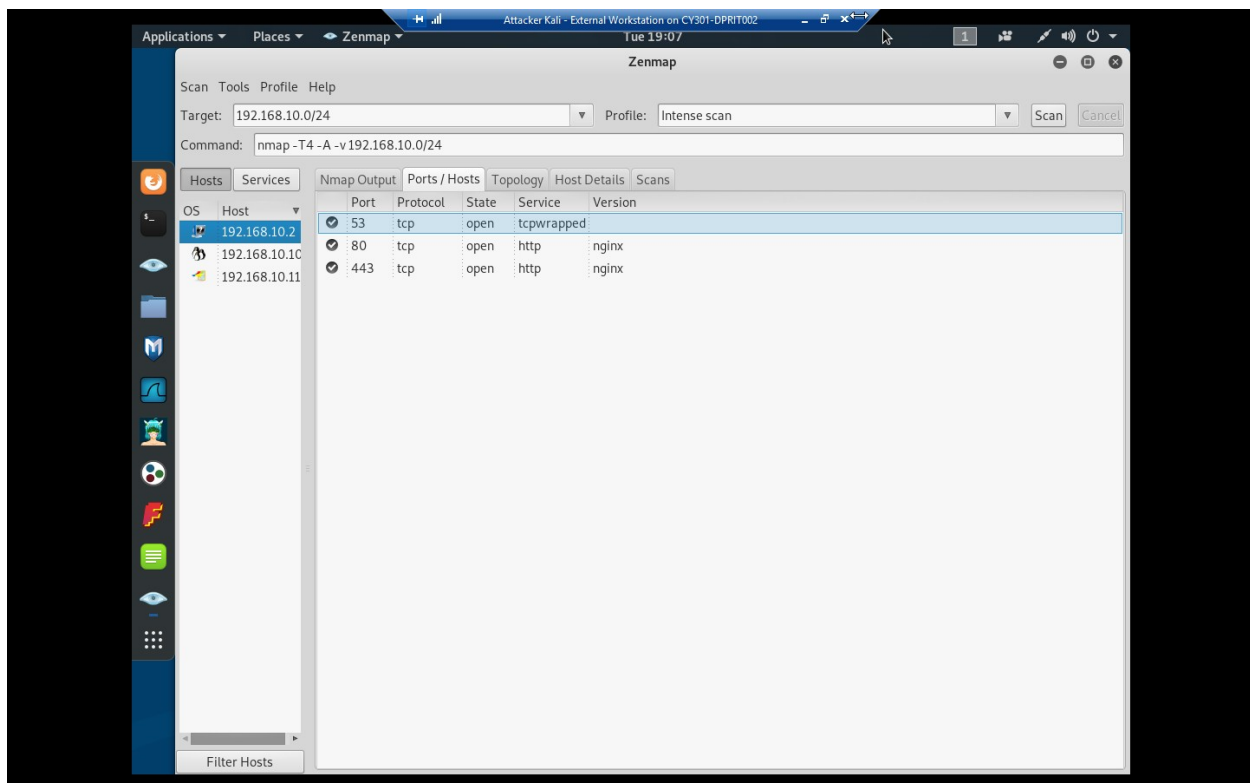 Attacker Kali - External Workstation on CY301-DPRIT002
Applications Places Zenmap Tue 19:07 1
Zenmap
Scan Tools Profile Help
Target: 192.168.10.0/24 Profile: Intense scan Scan Cancel
Command: nmap -T4 -A -v 192.168.10.0/24
Hosts Services Nmap Output Ports / Hosts Topology Host Details Scans
OS Host Port Protocol State Service Version
192.168.10.2 53 tcp open tcpwrapped
192.168.10.10 80 tcp open http nginx
192.168.10.11 443 tcp open http nginx
Filter Hosts